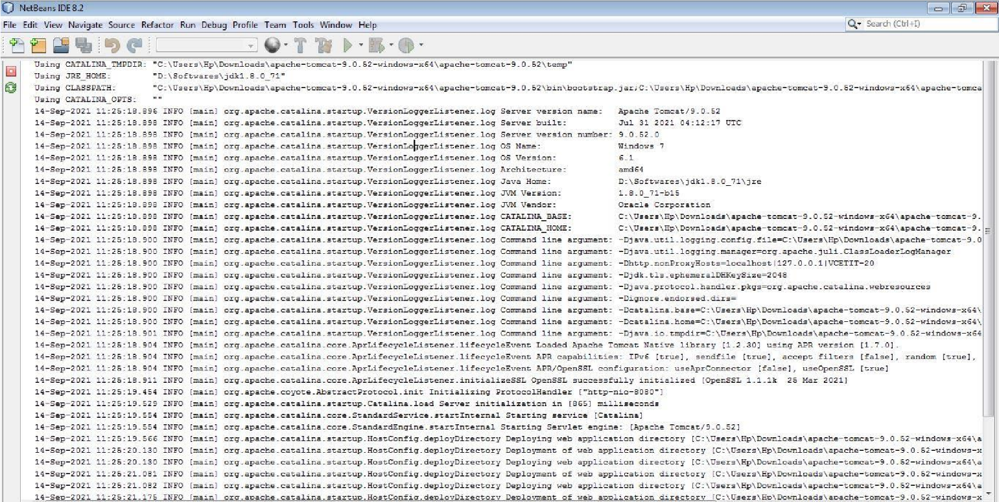 NetBeans IDE 8.2
File Edit View Navigate Source Refactor Run Debug Profile Team Tools Window Help
Search (Ctrl+I)
Using CATALINA_TMPDIR: "C:\Users\Hp\Downloads\apache-tomcat-9.0.52-windows-x64\apache-tomcat-9.0.52\temp"
Using JRE_HOME: "D:\Softwares\jdk1.8.0_71"
Using CLASSPATH: "C:\Users\Hp\Downloads\apache-tomcat-9.0.52-windows-x64\apache-tomcat-9.0.52\bin\bootstrap.jar;C:\Users\Hp\Downloads\apache-tomcat-9.0.52-windows-x64\apache-tomca
Using CATALINA_OPTS: ""
14-Sep-2021 11:25:18.896 INFO [main] org.apache.catalina.startup.VersionLoggerListener.log Server version name: Apache Tomcat/9.0.52
14-Sep-2021 11:25:18.898 INFO [main] org.apache.catalina.startup.VersionLoggerListener.log Server built: Jul 31 2021 04:12:17 UTC
14-Sep-2021 11:25:18.898 INFO [main] org.apache.catalina.startup.VersionLoggerListener.log Server version number: 9.0.52.0
14-Sep-2021 11:25:18.898 INFO [main] org.apache.catalina.startup.VersionLoggerListener.log OS Name: Windows 7
14-Sep-2021 11:25:18.898 INFO [main] org.apache.catalina.startup.VersionLoggerListener.log OS Version: 6.1
14-Sep-2021 11:25:18.898 INFO [main] org.apache.catalina.startup.VersionLoggerListener.log Architecture: amd64
14-Sep-2021 11:25:18.898 INFO [main] org.apache.catalina.startup.VersionLoggerListener.log Java Home: D:\Softwares\jdk1.8.0_71\jre
14-Sep-2021 11:25:18.898 INFO [main] org.apache.catalina.startup.VersionLoggerListener.log JVM Version: 1.8.0_71-b15
14-Sep-2021 11:25:18.898 INFO [main] org.apache.catalina.startup.VersionLoggerListener.log JVM Vendor: Oracle Corporation
14-Sep-2021 11:25:18.898 INFO [main] org.apache.catalina.startup.VersionLoggerListener.log CATALINA_BASE: C:\Users\Hp\Downloads\apache-tomcat-9.0.52-windows-x64\apache-tomcat-9.
14-Sep-2021 11:25:18.898 INFO [main] org.apache.catalina.startup.VersionLoggerListener.log CATALINA_HOME: C:\Users\Hp\Downloads\apache-tomcat-9.0.52-windows-x64\apache-tomcat-9.
14-Sep-2021 11:25:18.900 INFO [main] org.apache.catalina.startup.VersionLoggerListener.log Command line argument: -Djava.util.logging.config.file=C:\Users\Hp\Downloads\apache-tomcat-9.0
14-Sep-2021 11:25:18.900 INFO [main] org.apache.catalina.startup.VersionLoggerListener.log Command line argument: -Djava.util.logging.manager=org.apache.juli.ClassLoaderLogManager
14-Sep-2021 11:25:18.900 INFO [main] org.apache.catalina.startup.VersionLoggerListener.log Command line argument: -Dhttp.nonProxyHosts=localhost|127.0.0.1|VCETIT-20
14-Sep-2021 11:25:18.900 INFO [main] org.apache.catalina.startup.VersionLoggerListener.log Command line argument: -Djdk.tls.ephemeralDHKeySize=2048
14-Sep-2021 11:25:18.900 INFO [main] org.apache.catalina.startup.VersionLoggerListener.log Command line argument: -Djava.protocol.handler.pkgs=org.apache.catalina.webresources
14-Sep-2021 11:25:18.900 INFO [main] org.apache.catalina.startup.VersionLoggerListener.log Command line argument: -Dignore.endorsed.dirs=
14-Sep-2021 11:25:18.900 INFO [main] org.apache.catalina.startup.VersionLoggerListener.log Command line argument: -Dcatalina.base=C:\Users\Hp\Downloads\apache-tomcat-9.0.52-windows-x64\
14-Sep-2021 11:25:18.900 INFO [main] org.apache.catalina.startup.VersionLoggerListener.log Command line argument: -Dcatalina.home=C:\Users\Hp\Downloads\apache-tomcat-9.0.52-windows-x64\
14-Sep-2021 11:25:18.901 INFO [main] org.apache.catalina.startup.VersionLoggerListener.log Command line argument: -Djava.io.tmpdir=C:\Users\Hp\Downloads\apache-tomcat-9.0.52-windows-x64
14-Sep-2021 11:25:18.904 INFO [main] org.apache.catalina.core.AprLifecycleListener.lifecycleEvent Loaded Apache Tomcat Native library [1.2.30] using APR version [1.7.0].
14-Sep-2021 11:25:18.904 INFO [main] org.apache.catalina.core.AprLifecycleListener.lifecycleEvent APR capabilities: IPv6 [true], sendfile [true], accept filters [false], random [true],
14-Sep-2021 11:25:18.904 INFO [main] org.apache.catalina.core.AprLifecycleListener.lifecycleEvent APR/OpenSSL configuration: useAprConnector [false], useOpenSSL [true]
14-Sep-2021 11:25:18.911 INFO [main] org.apache.catalina.core.AprLifecycleListener.initializeSSL OpenSSL successfully initialized [OpenSSL 1.1.1k 25 Mar 2021]
14-Sep-2021 11:25:19.454 INFO [main] org.apache.coyote.AbstractProtocol.init Initializing ProtocolHandler ["http-nio-8080"]
14-Sep-2021 11:25:19.529 INFO [main] org.apache.catalina.startup.Catalina.load Server initialization in [865] milliseconds
14-Sep-2021 11:25:19.554 INFO [main] org.apache.catalina.core.StandardService.startInternal Starting service [Catalina]
14-Sep-2021 11:25:19.554 INFO [main] org.apache.catalina.core.StandardEngine.startInternal Starting Servlet engine: [Apache Tomcat/9.0.52]
14-Sep-2021 11:25:19.566 INFO [main] org.apache.catalina.startup.HostConfig.deployDirectory Deploying web application directory [C:\Users\Hp\Downloads\apache-tomcat-9.0.52-windows-x64\a
14-Sep-2021 11:25:20.130 INFO [main] org.apache.catalina.startup.HostConfig.deployDirectory Deployment of web application directory [C:\Users\Hp\Downloads\apache-tomcat-9.0.52-windows-x
14-Sep-2021 11:25:20.130 INFO [main] org.apache.catalina.startup.HostConfig.deployDirectory Deploying web application directory [C:\Users\Hp\Downloads\apache-tomcat-9.0.52-windows-x64\a
14-Sep-2021 11:25:21.081 INFO [main] org.apache.catalina.startup.HostConfig.deployDirectory Deployment of web application directory [C:\Users\Hp\Downloads\apache-tomcat-9.0.52-windows-x
14-Sep-2021 11:25:21.082 INFO [main] org.apache.catalina.startup.HostConfig.deployDirectory Deploying web application directory [C:\Users\Hp\Downloads\apache-tomcat-9.0.52-windows-x64\a
14-Sep-2021 11:25:21.175 INFO [main] org.apache.catalina.startup.HostConfig.deployDirectory Deployment of web application directory [C:\Users\Hp\Downloads\apache-tomcat-9.0.52-windows-x